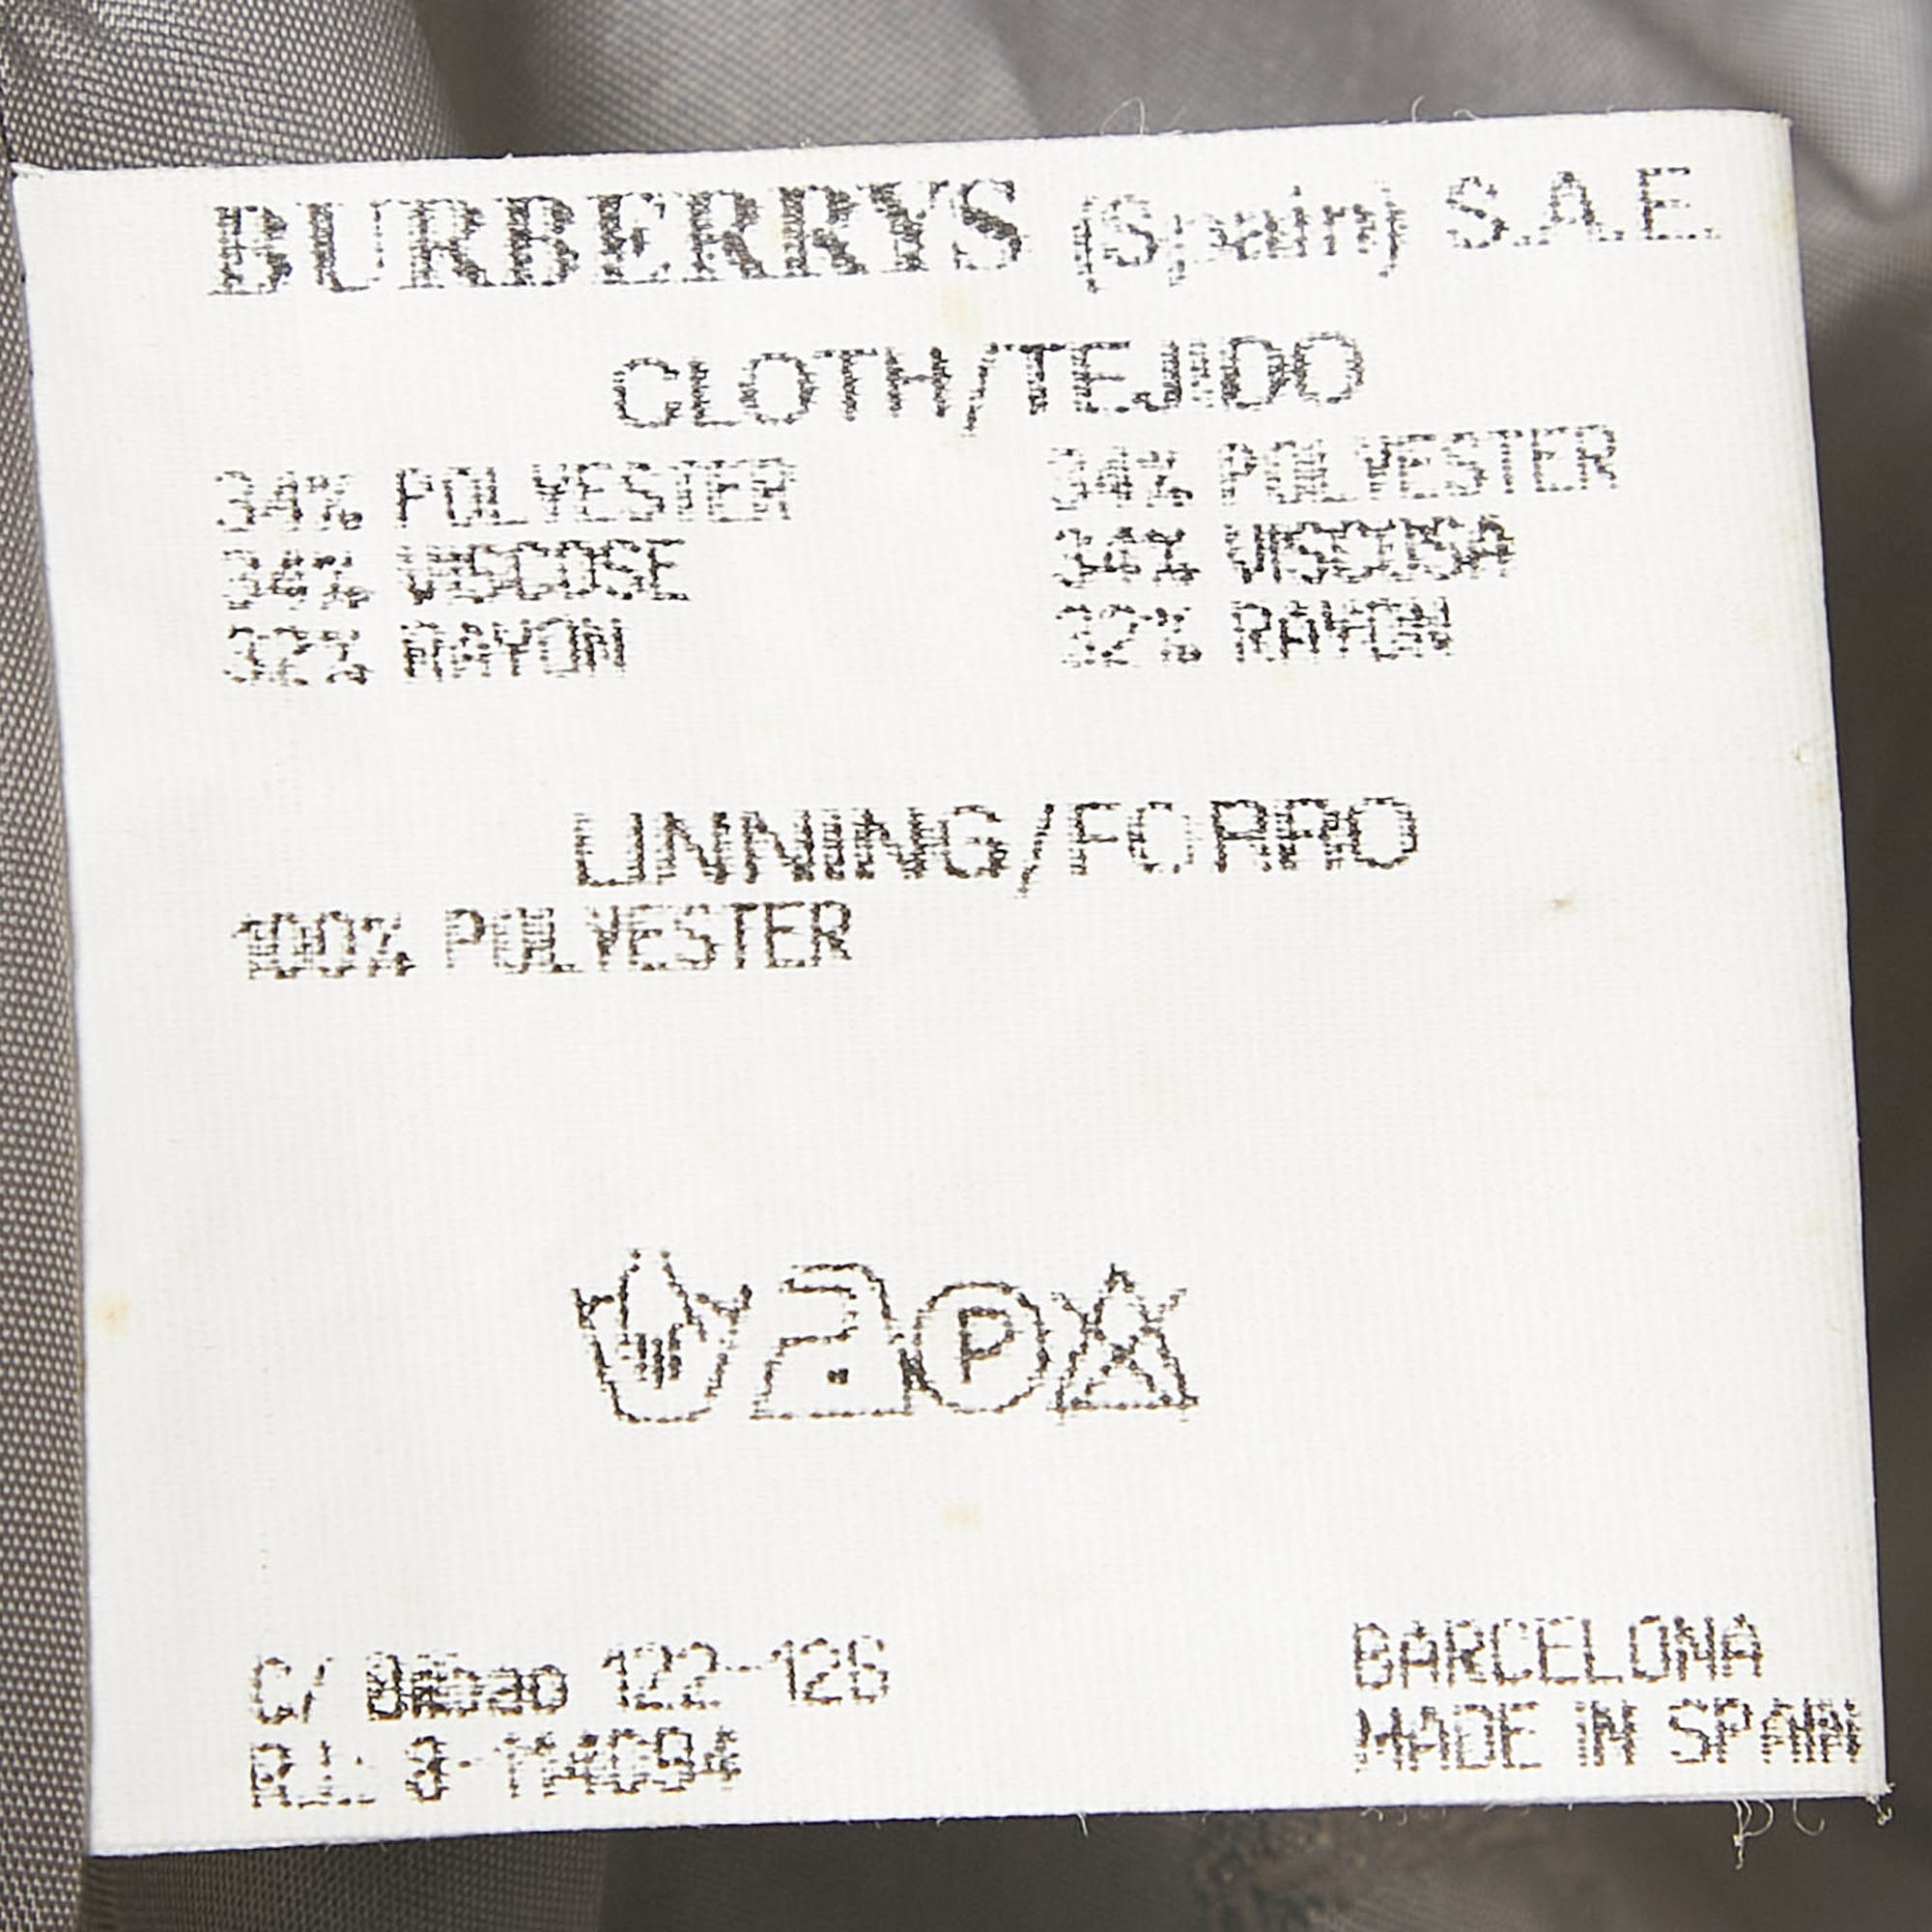 BURBERRYS (Spain) S.A.E.
CLOTH/TEJIDO
34% POLYESTER 34% POLYESTER
34% VISCOSE 34% VISCOSA
32% RAYON 32% RAYON
LINNING/FORRO
100% POLYESTER
P
C/ Bilbao 122-126 BARCELONA
R.I.: MADE IN SPAIN